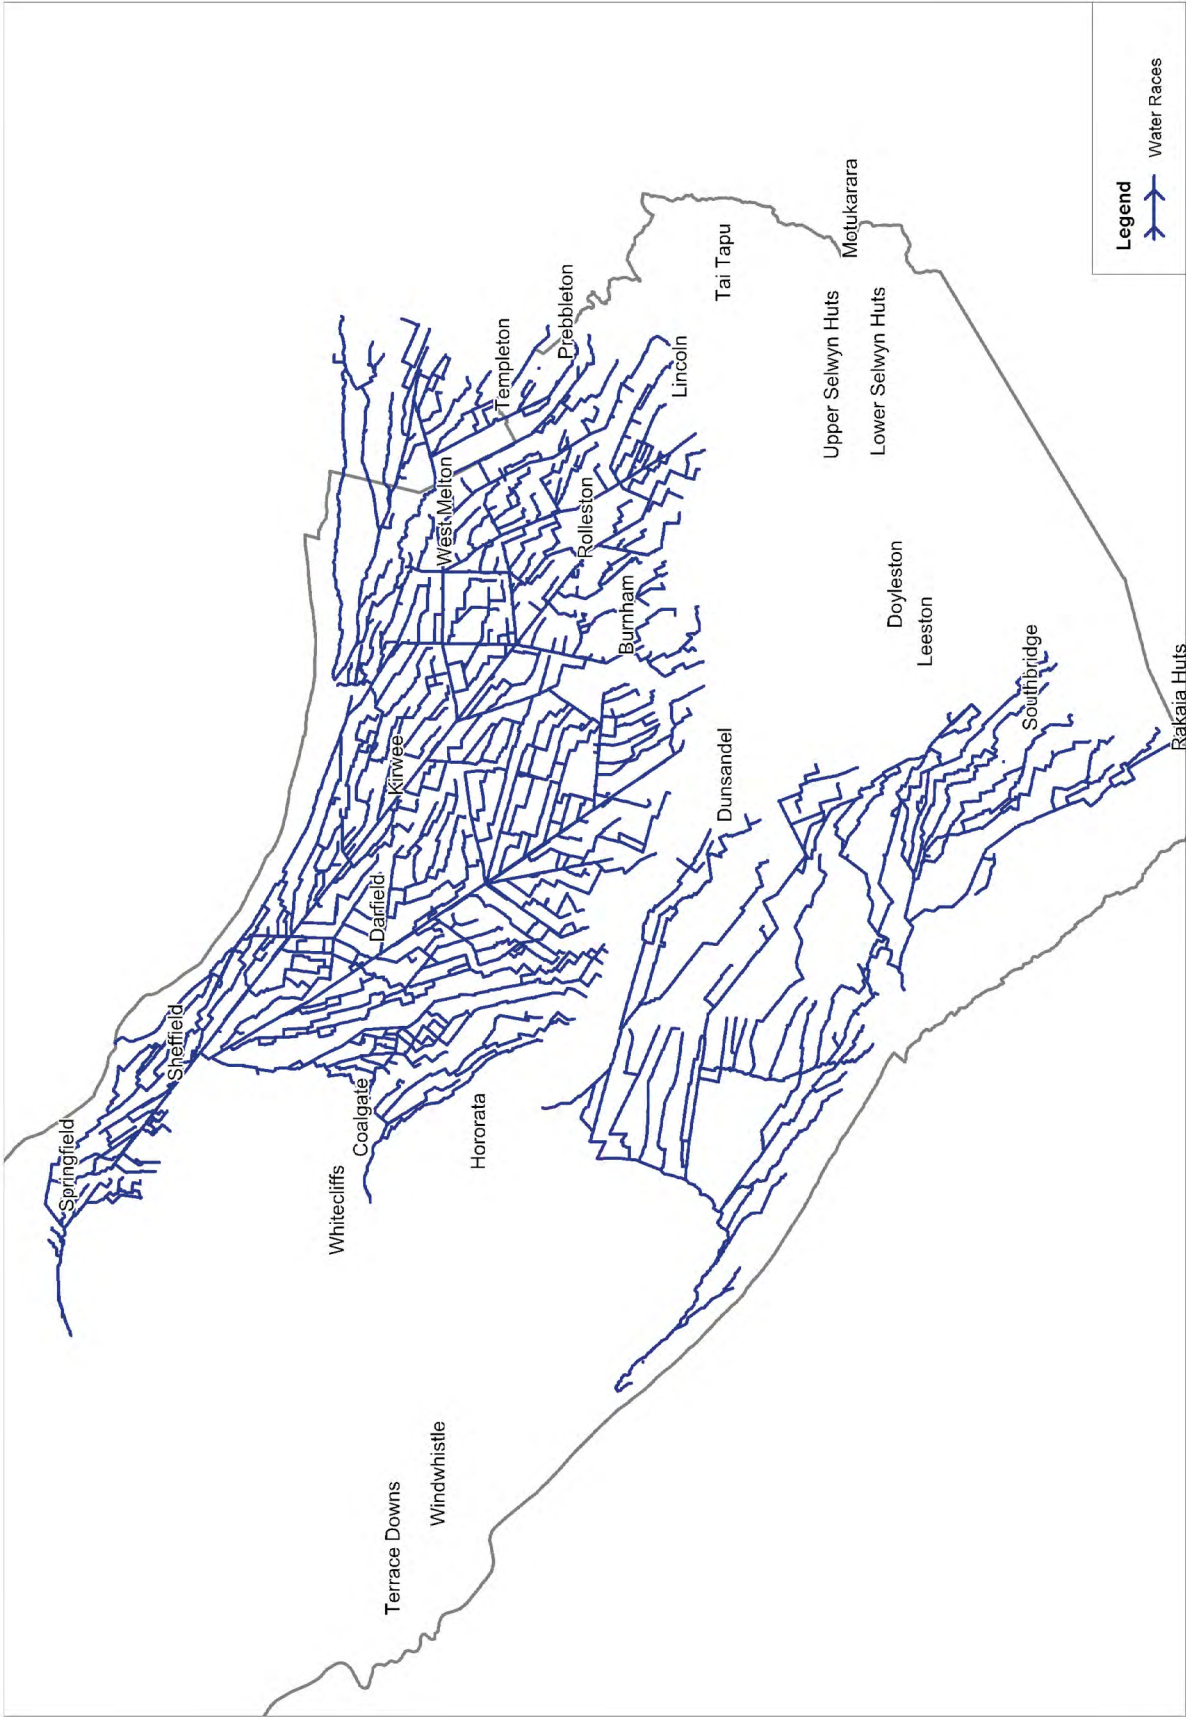 Springfield
Sheffield
Whitecliffs
Coalgate
Darfield
Kirwee
West Melton
Templeton
Prebbleton
Terrace Downs
Windwhistle
Hororata
Rolleston
Burnham
Lincoln
Tai Tapu
Dunsandel
Upper Selwyn Huts
Motukarara
Lower Selwyn Huts
Doyleston
Leeston
Southbridge
Rakaia Huts
Legend
Water Races